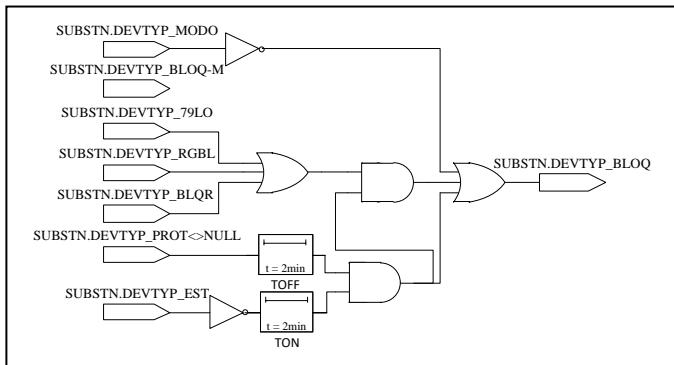 SUBSTN.DEVTYP_MODO
SUBSTN.DEVTYP_BLOQ-M
SUBSTN.DEVTYP_79LO
SUBSTN.DEVTYP_RGBL
SUBSTN.DEVTYP_BLOQ
SUBSTN.DEVTYP_BLQR
SUBSTN.DEVTYP_PROT<>NULL
t = 2min
TOFF
SUBSTN.DEVTYP_EST
t = 2min
TON